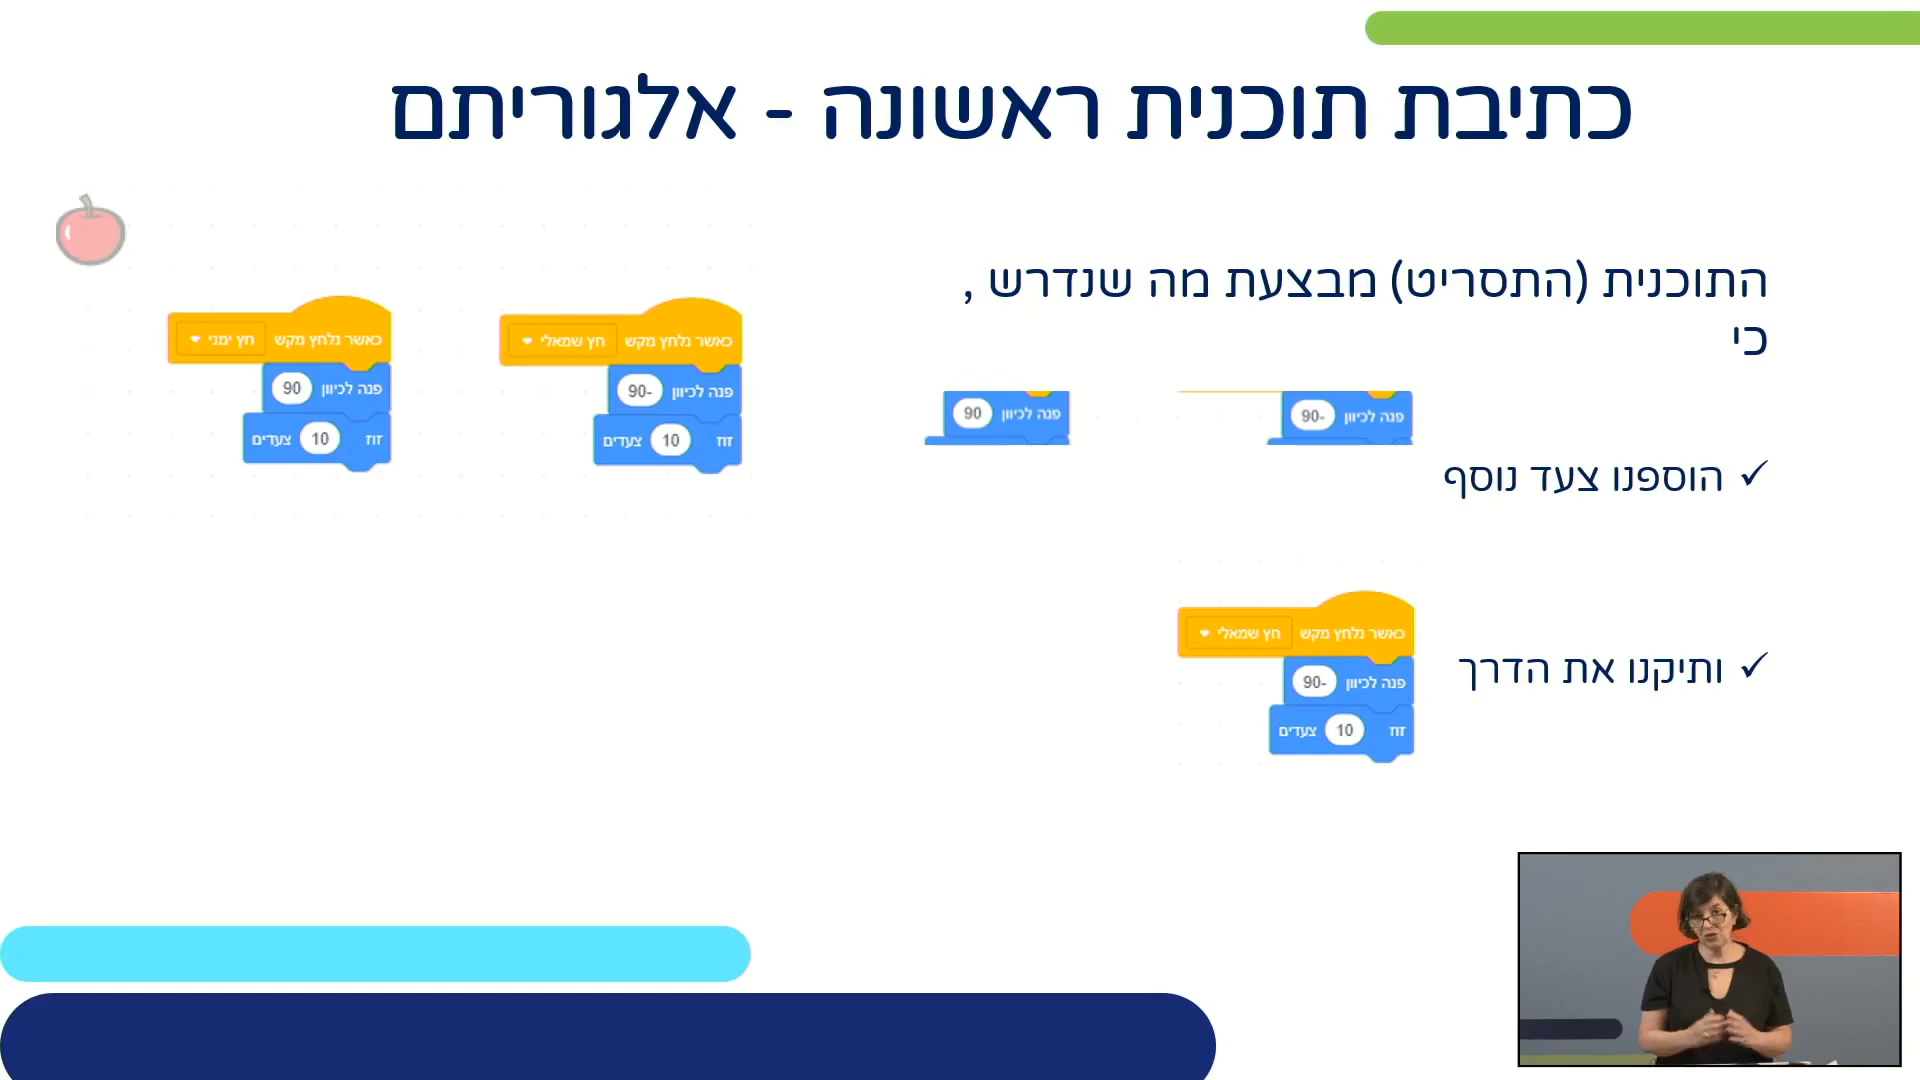 כתיבת תוכנית ראשונה - אלגוריתם
התוכנית (התסריט) מבצעת מה שנדרש ,
כי
פנה לכיוון -90
פנה לכיוון 90
✓ הוספנו צעד נוסף
✓ ותיקנו את הדרך
כאשר נלחץ מקש חץ שמאלי
פנה לכיוון -90
זוז 10 צעדים
כאשר נלחץ מקש חץ שמאלי
פנה לכיוון -90
זוז 10 צעדים
כאשר נלחץ מקש חץ ימני
פנה לכיוון 90
זוז 10 צעדים